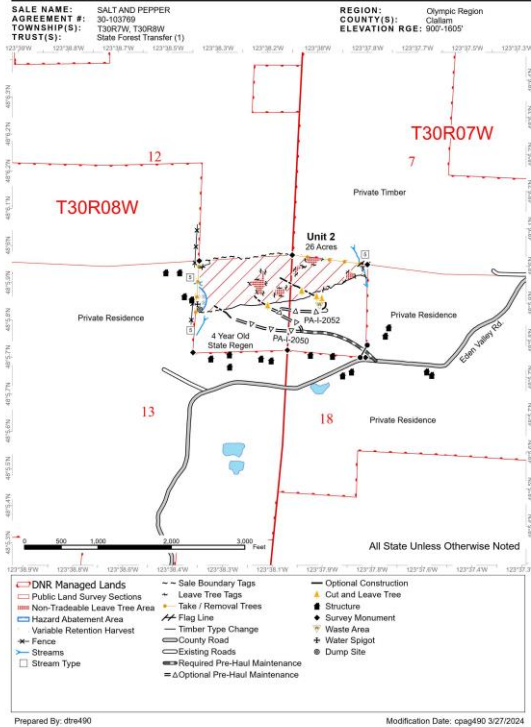 SALE NAME: SALT AND PEPPER
AGREEMENT #: 30-103769
TOWNSHIP(S): T30R7W, T30R8W
TRUST(S): State Forest Transfer (1)
REGION: Olympic Region
COUNTY(S): Clallam
ELEVATION RGE: 900'-1605'
T30R07W
12
7
T30R08W
Private Timber
Unit 2
26 Acres
S
S
S
PA-I-2052
Private Residence
4 Year Old
State Regen
PA-I-2050
Private Residence
Eden Valley Rd.
13
18
Private Residence
0 500 1,000 2,000 3,000
Feet
All State Unless Otherwise Noted
DNR Managed Lands
Public Land Survey Sections
Non-Tradeable Leave Tree Area
Hazard Abatement Area
Variable Retention Harvest
Fence
Streams
Stream Type
Sale Boundary Tags
Leave Tree Tags
Take / Removal Trees
Flag Line
Timber Type Change
County Road
Existing Roads
Required Pre-Haul Maintenance
Optional Pre-Haul Maintenance
Optional Construction
Cut and Leave Tree
Structure
Survey Monument
Waste Area
Water Spigot
Dump Site
Prepared By: dtre490
Modification Date: cpag490 3/27/2024